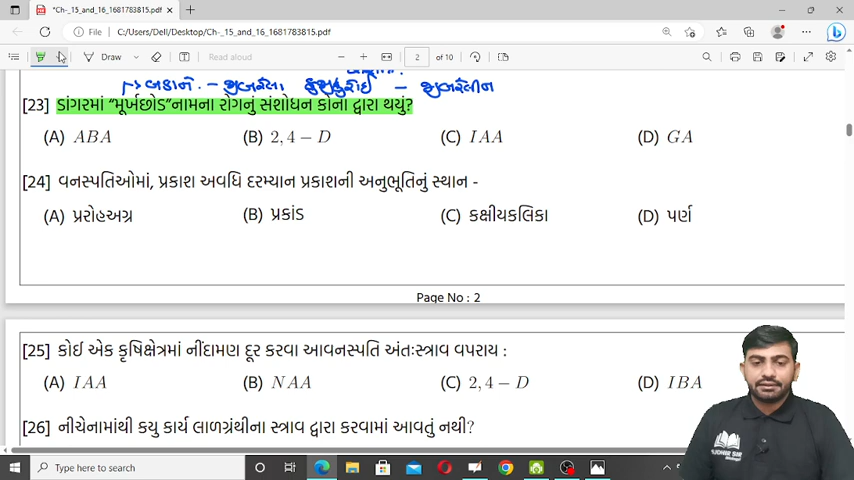 *Ch-_15_and_16_1681783815.pdf
C:/Users/Dell/Desktop/Ch-_15_and_16_1681783815.pdf
Draw
Read aloud
2
of 10
[23] ડાંગરમાં "મૂર્ખછોડ"નામના રોગનું સંશોધન કોના દ્વારા થયું?
(A) ABA
(B) 2,4 – D
(C) IAA
(D) GA
[24] વનસ્પતિઓમાં, પ્રકાશ અવધિ દરમ્યાન પ્રકાશની અનુભૂતિનું સ્થાન -
(A) પ્રરોહઅગ્ર
(B) પ્રકાંડ
(C) કક્ષીયકલિકા
(D) પર્ણ
Page No : 2
[25] કોઈ એક કૃષિક્ષેત્રમાં નીંદામણ દૂર કરવા આવનસ્પતિ અંતઃસ્ત્રાવ વપરાય :
(A) IAA
(B) NAA
(C) 2,4 – D
(D) IBA
[26] નીચેનામાંથી કયુ કાર્ય લાળગ્રંથીના સ્ત્રાવ દ્વારા કરવામાં આવતું નથી?
SUDHIR SIR
Type here to search